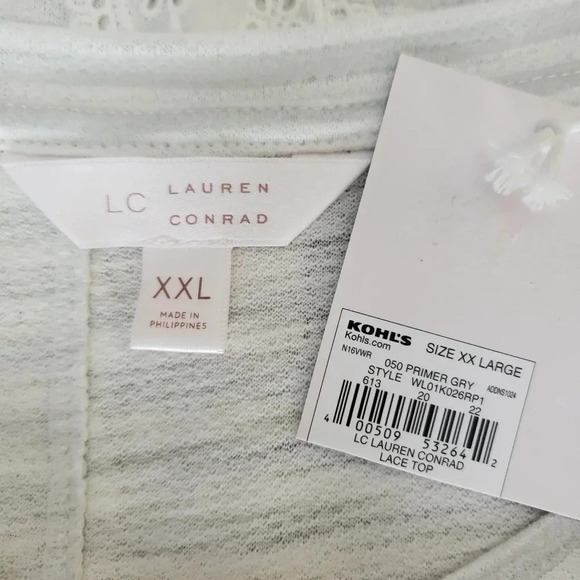 LC LAUREN CONRAD
XXL
MADE IN
PHILIPPINES
KOHL'S
Kohls.com
SIZE XX LARGE
N16VWR
050 PRIMER GRY
ADDNS1024
STYLE WL01K026RP1
613 20 22
4 00509 53264 2
LC LAUREN CONRAD
LACE TOP